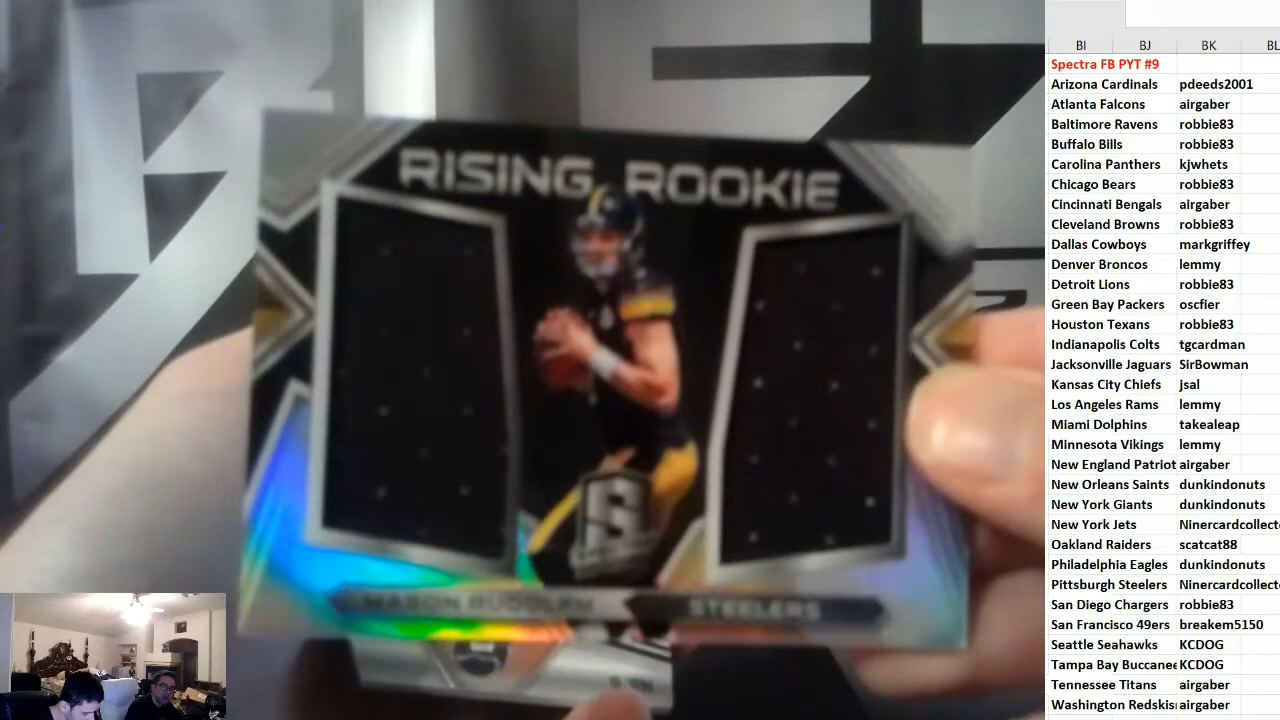 RISING ROOKIE
MASON RUDOLPH
STEELERS
BI BJ BK BL
Spectra FB PYT #9
Arizona Cardinals pdeeds2001
Atlanta Falcons airgaber
Baltimore Ravens robbie83
Buffalo Bills robbie83
Carolina Panthers kjwhets
Chicago Bears robbie83
Cincinnati Bengals airgaber
Cleveland Browns robbie83
Dallas Cowboys markgriffey
Denver Broncos lemmy
Detroit Lions robbie83
Green Bay Packers oscfier
Houston Texans robbie83
Indianapolis Colts tgcardman
Jacksonville Jaguars SirBowman
Kansas City Chiefs jsal
Los Angeles Rams lemmy
Miami Dolphins takealeap
Minnesota Vikings lemmy
New England Patriot airgaber
New Orleans Saints dunkindonuts
New York Giants dunkindonuts
New York Jets Ninercardcollect
Oakland Raiders scatcat88
Philadelphia Eagles dunkindonuts
Pittsburgh Steelers Ninercardcollect
San Diego Chargers robbie83
San Francisco 49ers breakem5150
Seattle Seahawks KCDOG
Tampa Bay Buccanee KCDOG
Tennessee Titans airgaber
Washington Redskis airgaber